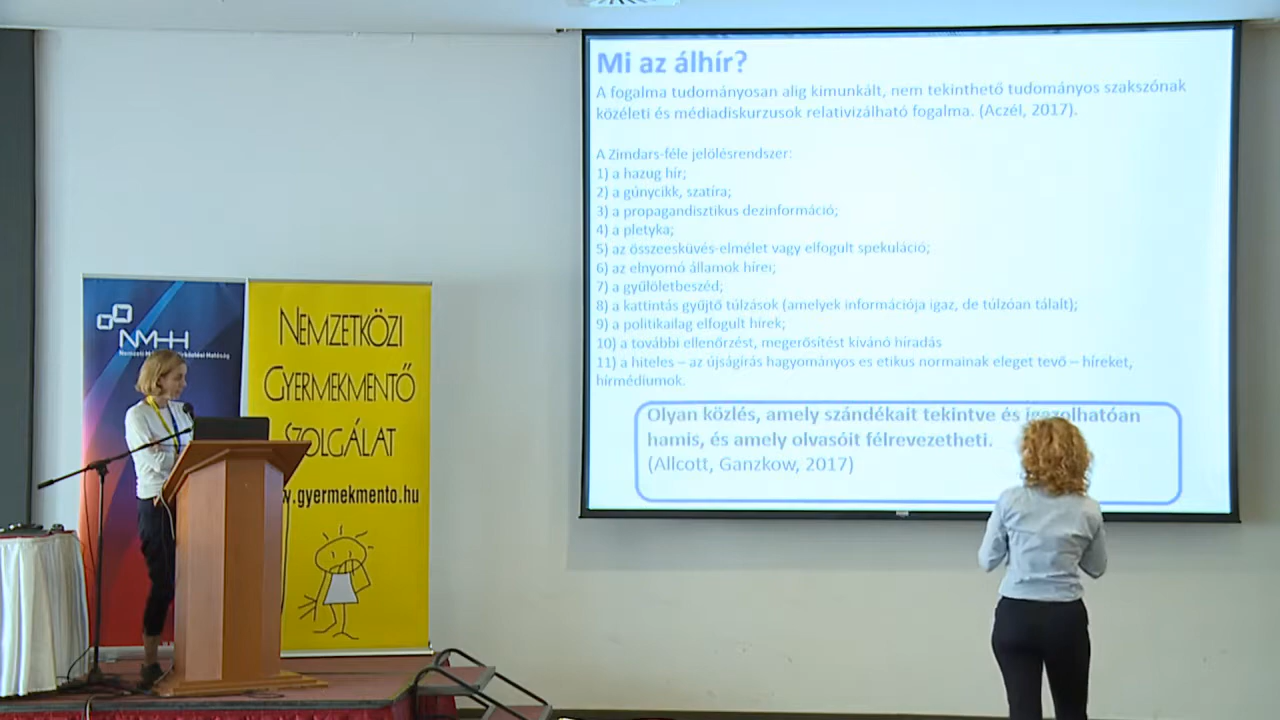 Mi az álhír?
A fogalma tudományosan alig kimunkált, nem tekinthető tudományos szakszónak
közéleti és médiadiskurzusok relativizálható fogalma. (Aczél, 2017).
A Zimdars-féle jelölésrendszer:
1) a hazug hír;
2) a gúnycikk, szatíra;
3) a propagandisztikus dezinformáció;
4) a pletyka;
5) az összeesküvés-elmélet vagy elfogult spekuláció;
6) az elnyomó államok hírei;
7) a gyűlöletbeszéd;
8) a kattintás gyűjtő túlzások (amelyek információja igaz, de túlzóan tálalt);
9) a politikailag elfogult hírek;
10) a további ellenőrzést, megerősítést kívánó híradás
11) a hiteles – az újságírás hagyományos es etikus normainak eleget tevő – híreket,
hírmédiumok.
Olyan közlés, amely szándékait tekintve és igazolhatóan
hamis, és amely olvasóit félrevezetheti.
(Allcott, Ganzkow, 2017)
NMHH
Nemzeti Hatóság
NEMZETKÖZI
GYERMEKMENTŐ
SZOLGÁLAT
w.gyermekmento.hu